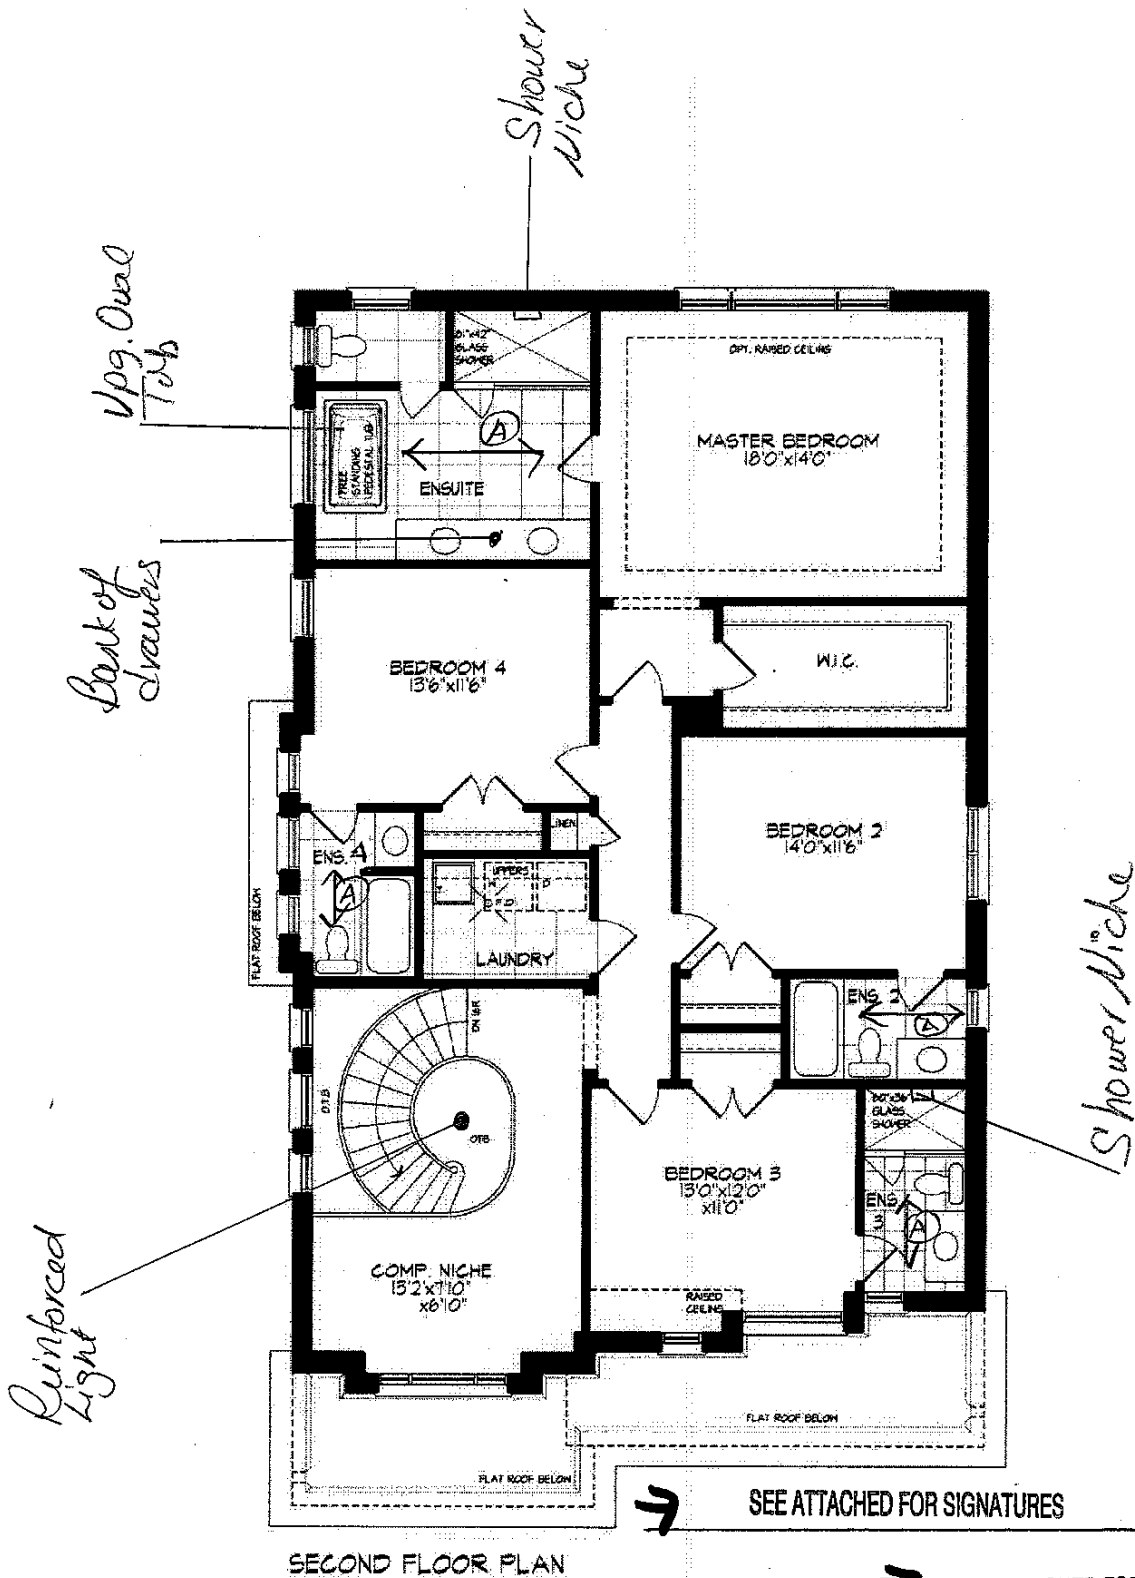 Shower
Niche
Upg. Oval
Tub
51"x42"
GLASS
SHOWER
OPT. RAISED CEILING
MASTER BEDROOM
18'0"x14'0"
A
FREE
STANDING
PEDESTAL TUB
ENSUITE
Bank of
drawers
BEDROOM 4
13'6"x11'6"
W.I.C.
BEDROOM 2
14'0"x11'6"
LINEN
ENS. 4
A
UPPERS
W
D
LAUNDRY
FLAT ROOF BELOW
ENS. 2
A
Shower Niche
DN 16R
OTB
OTB
60"x36"
GLASS
SHOWER
BEDROOM 3
13'0"x12'0"
x11'0"
ENS.
3
A
Reinforced
Light
COMP. NICHE
13'2"x7'10"
x6'0"
RAISED
CEILING
FLAT ROOF BELOW
FLAT ROOF BELOW
SEE ATTACHED FOR SIGNATURES
SECOND FLOOR PLAN